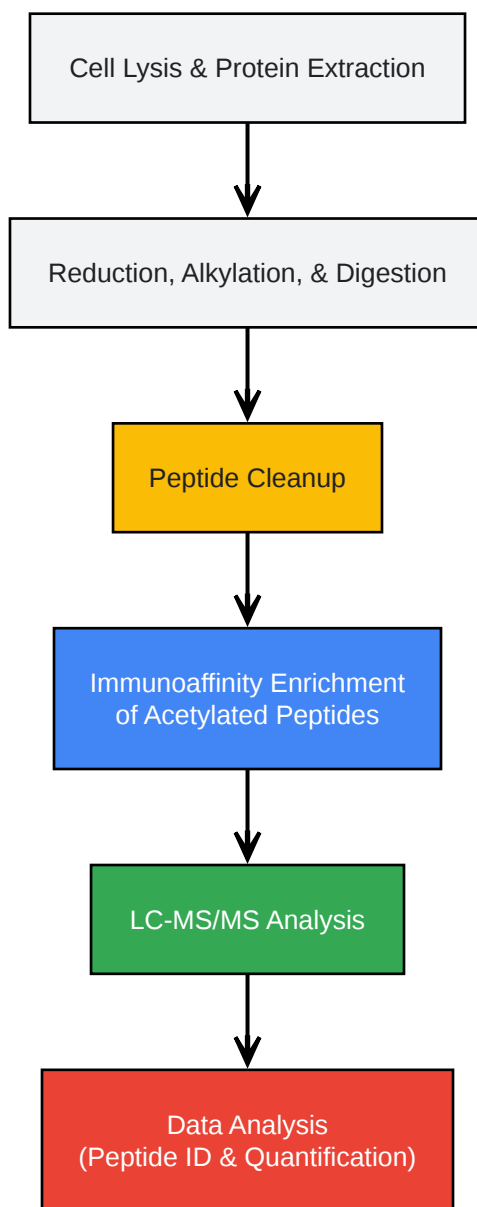 Cell Lysis & Protein Extraction
Reduction, Alkylation, & Digestion
Peptide Cleanup
Immunoaffinity Enrichment
of Acetylated Peptides
LC-MS/MS Analysis
Data Analysis
(Peptide ID & Quantification)